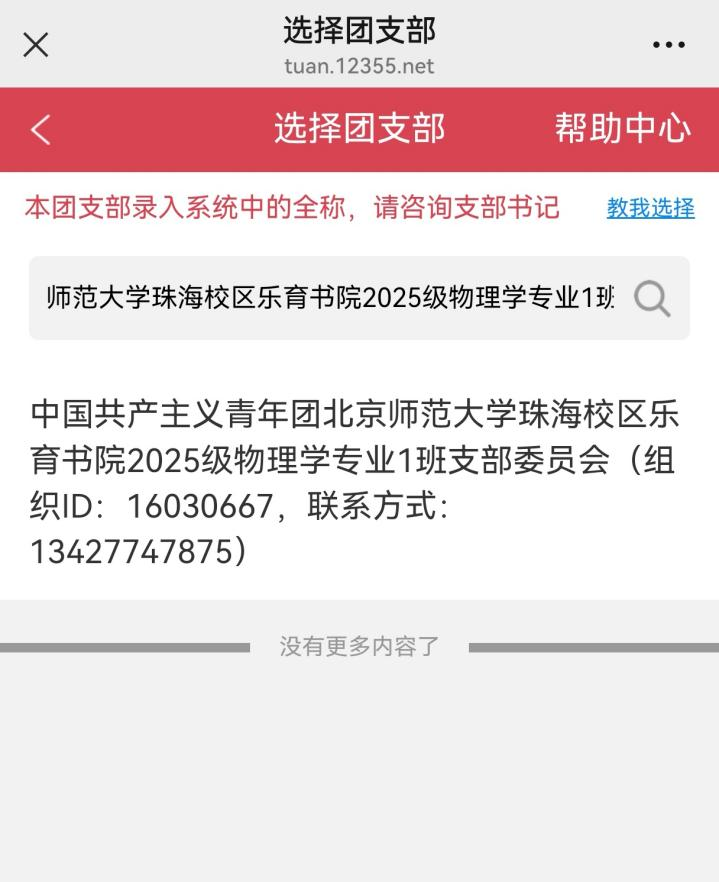 选择团支部
tuan.12355.net
选择团支部
帮助中心
本团支部录入系统中的全称，请咨询支部书记
教我选择
师范大学珠海校区乐育书院2025级物理学专业1班
中国共产主义青年团北京师范大学珠海校区乐
育书院2025级物理学专业1班支部委员会（组
织ID：16030667，联系方式：
13427747875）
没有更多内容了